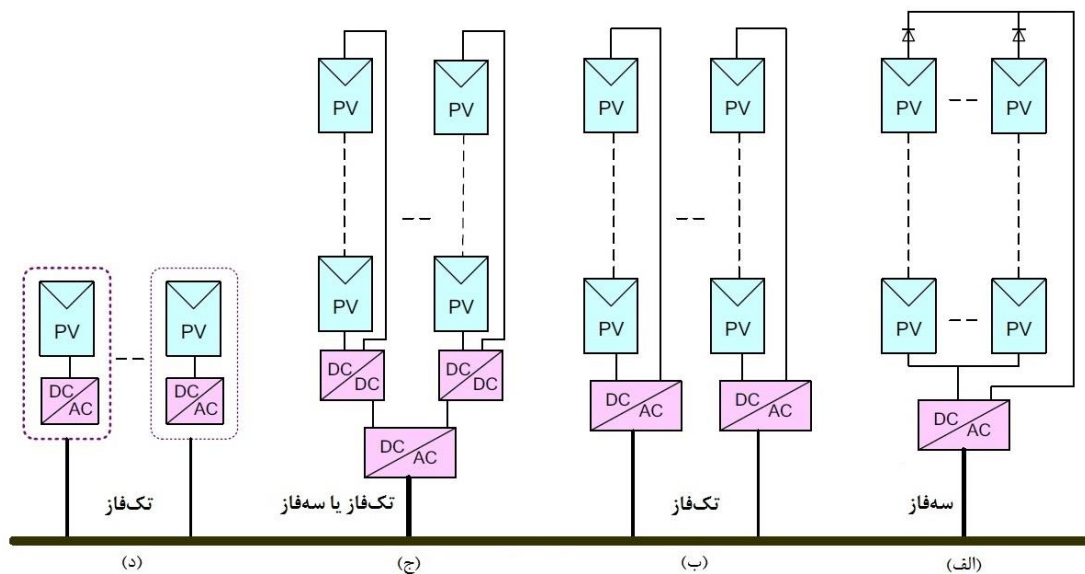 PV PV PV PV PV PV
PV PV PV PV PV PV
PV PV
DC/DC DC/DC
DC/AC DC/AC DC/AC DC/AC DC/AC
DC/AC
تک‌فاز تک‌فاز یا سه‌فاز تک‌فاز سه‌فاز
(د) (ج) (ب) (الف)